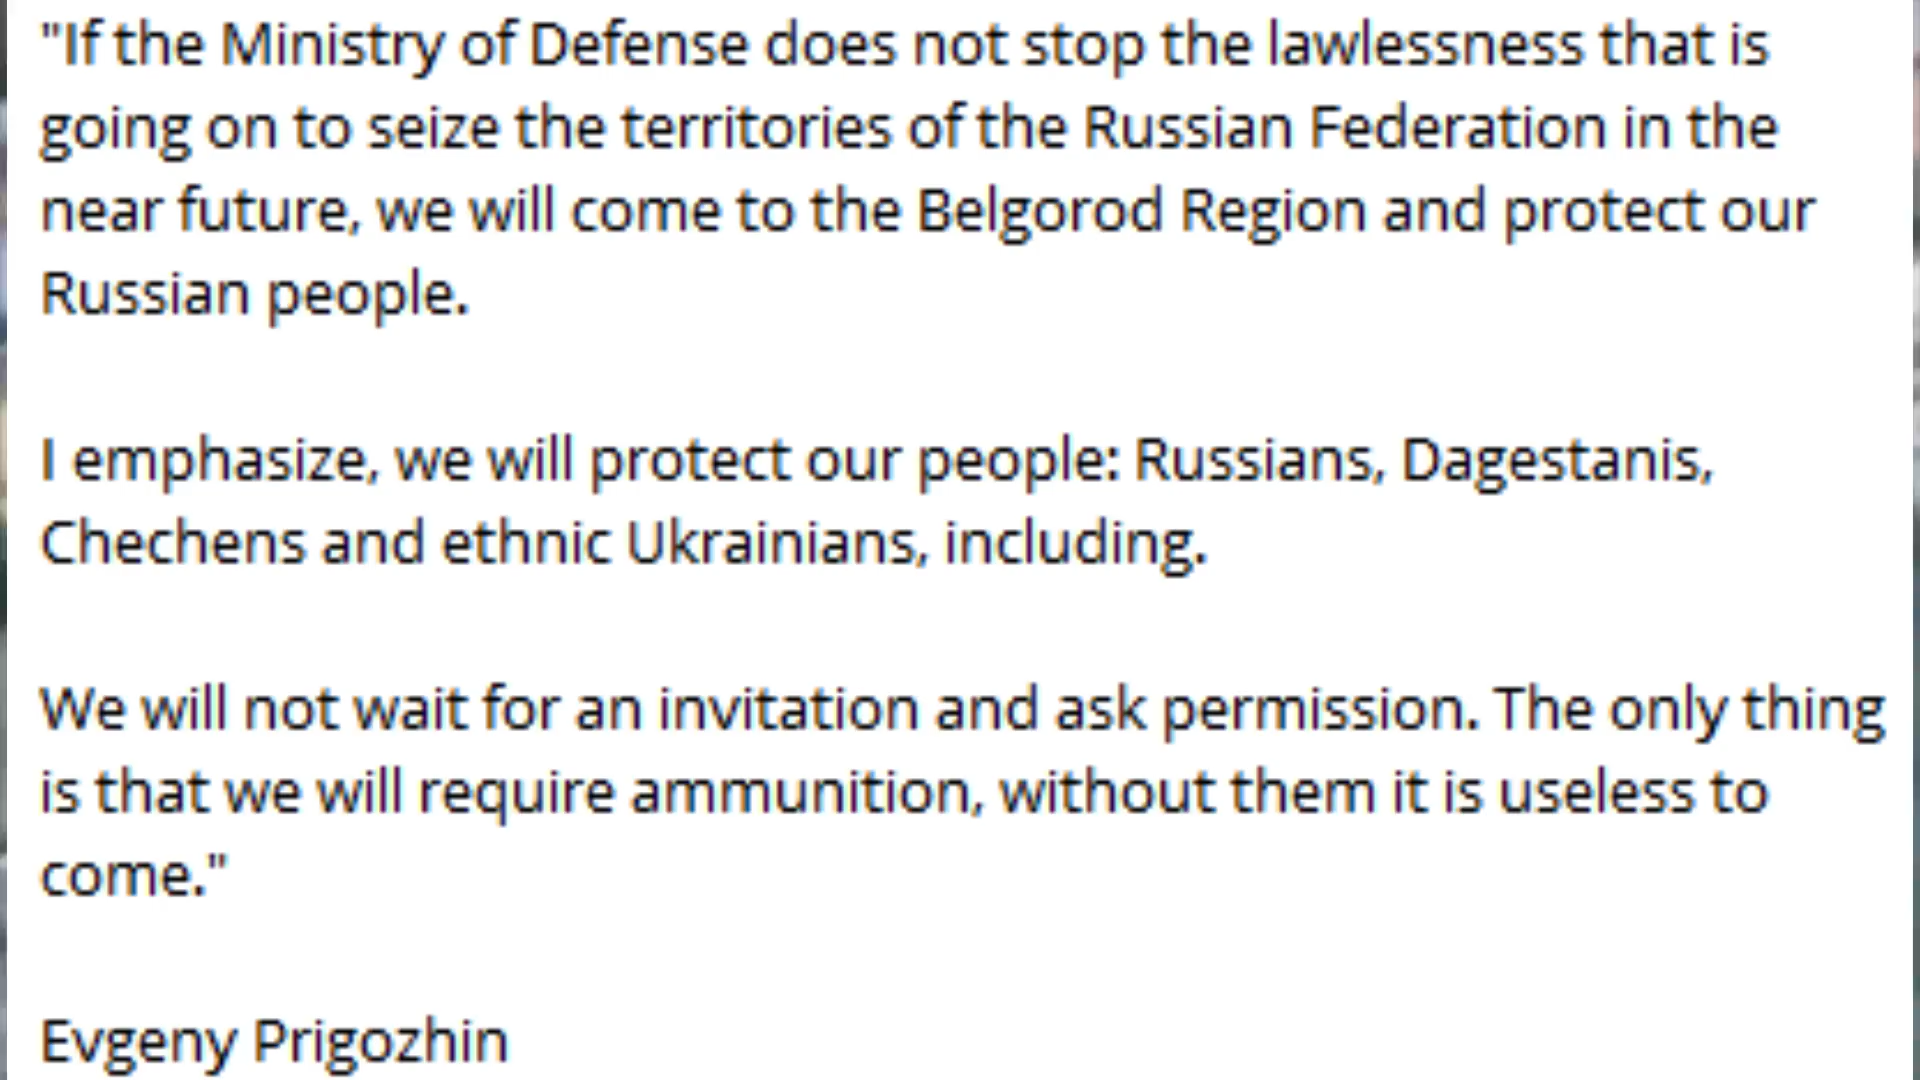 "If the Ministry of Defense does not stop the lawlessness that is
going on to seize the territories of the Russian Federation in the
near future, we will come to the Belgorod Region and protect our
Russian people.
I emphasize, we will protect our people: Russians, Dagestanis,
Chechens and ethnic Ukrainians, including.
We will not wait for an invitation and ask permission. The only thing
is that we will require ammunition, without them it is useless to
come."
Evgeny Prigozhin